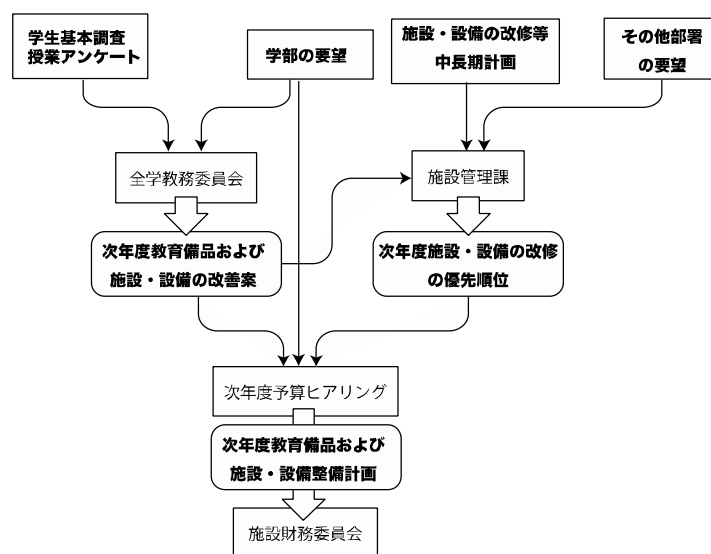 学生基本調査
授業アンケート
学部の要望
施設・設備の改修等
中長期計画
その他部署
の要望
全学教務委員会
施設管理課
次年度教育備品および
施設・設備の改善案
次年度施設・設備の改修
の優先順位
次年度予算ヒアリング
次年度教育備品および
施設・設備整備計画
施設財務委員会